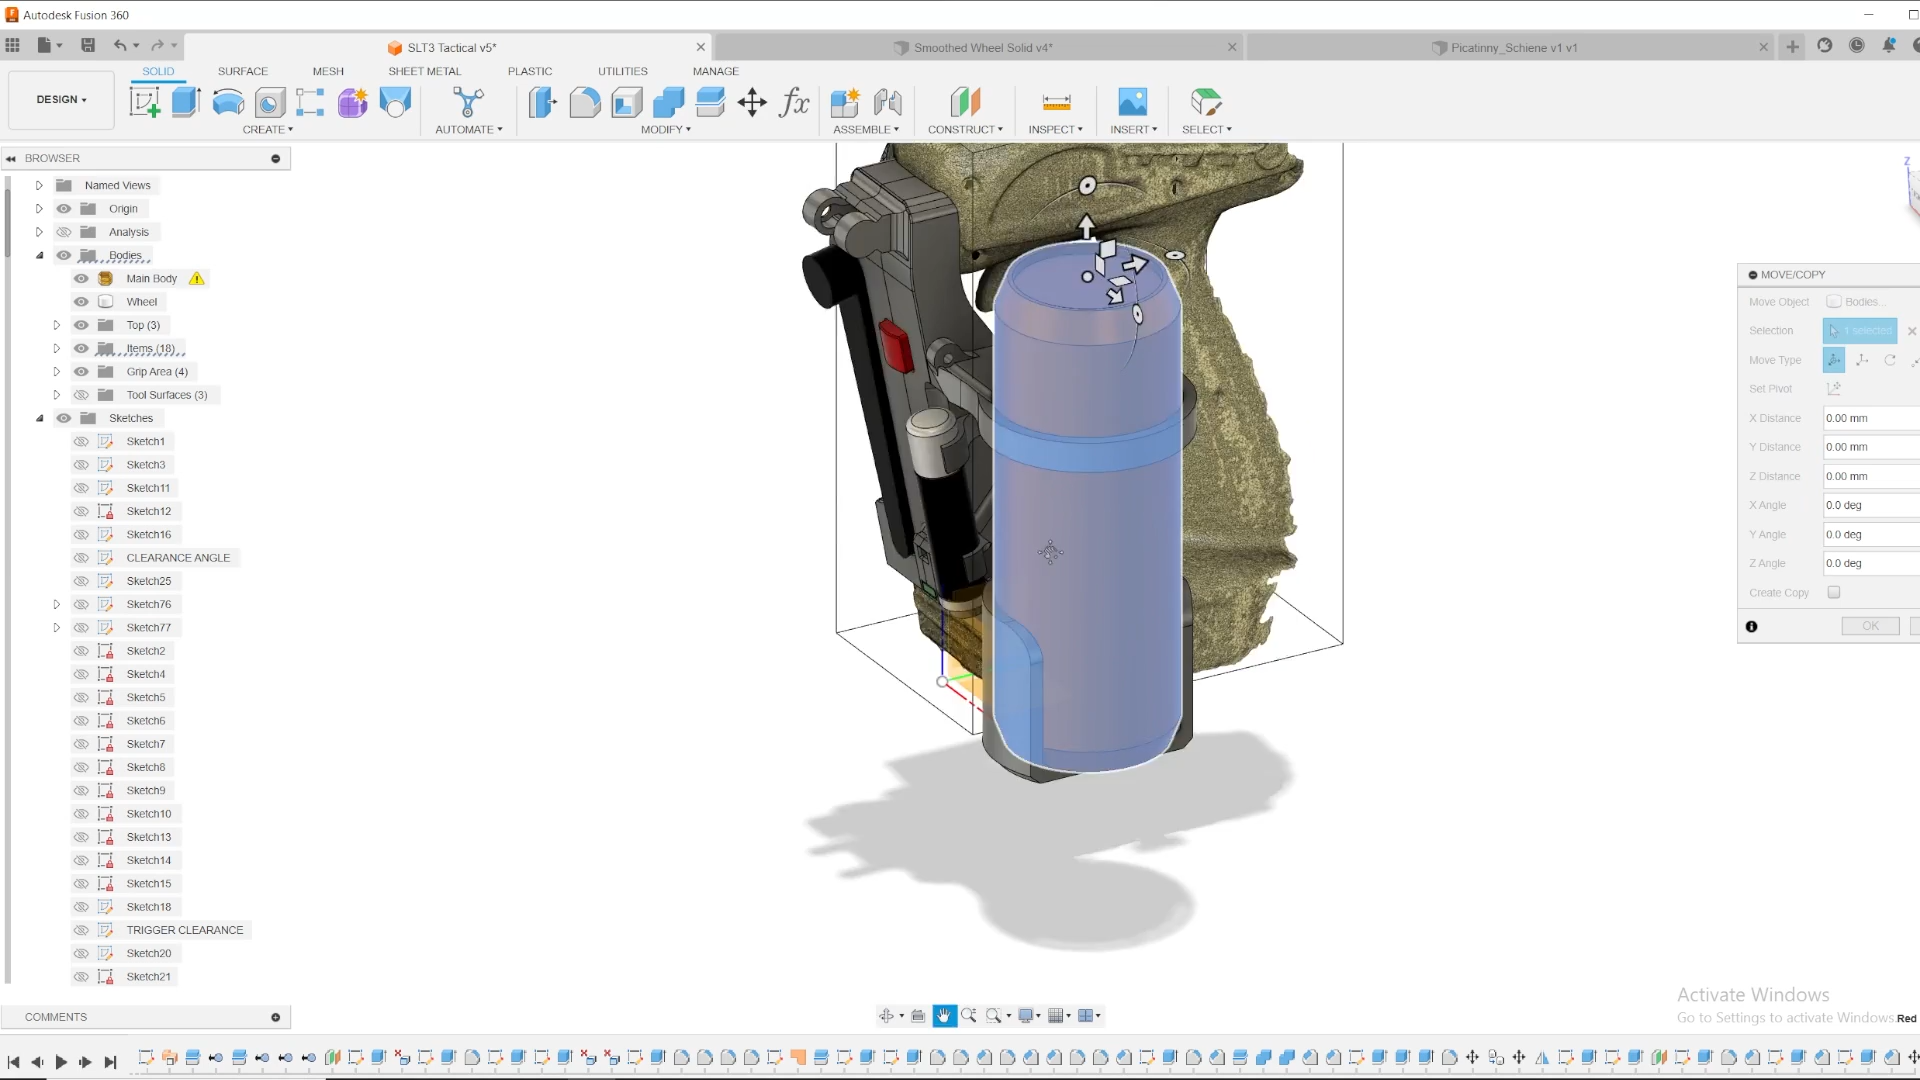 Autodesk Fusion 360
SLT3 Tactical v5*
Smoothed Wheel Solid v4*
Picatinny_Schiene v1 v1
DESIGN
SOLID
SURFACE
MESH
SHEET METAL
PLASTIC
UTILITIES
MANAGE
CREATE
AUTOMATE
MODIFY
fx
ASSEMBLE
CONSTRUCT
INSPECT
INSERT
SELECT
BROWSER
Named Views
Origin
Analysis
Bodies
Main Body
Wheel
Top (3)
Items (18)
Grip Area (4)
Tool Surfaces (3)
Sketches
Sketch1
Sketch3
Sketch11
Sketch12
Sketch16
CLEARANCE ANGLE
Sketch25
Sketch76
Sketch77
Sketch2
Sketch4
Sketch5
Sketch6
Sketch7
Sketch8
Sketch9
Sketch10
Sketch13
Sketch14
Sketch15
Sketch18
TRIGGER CLEARANCE
Sketch20
Sketch21
COMMENTS
Z
MOVE/COPY
Move Object Bodies...
Selection 1 selected
Move Type
Set Pivot
X Distance 0.00 mm
Y Distance 0.00 mm
Z Distance 0.00 mm
X Angle 0.0 deg
Y Angle 0.0 deg
Z Angle 0.0 deg
Create Copy
OK
Activate Windows
Go to Settings to activate Windows.
Red